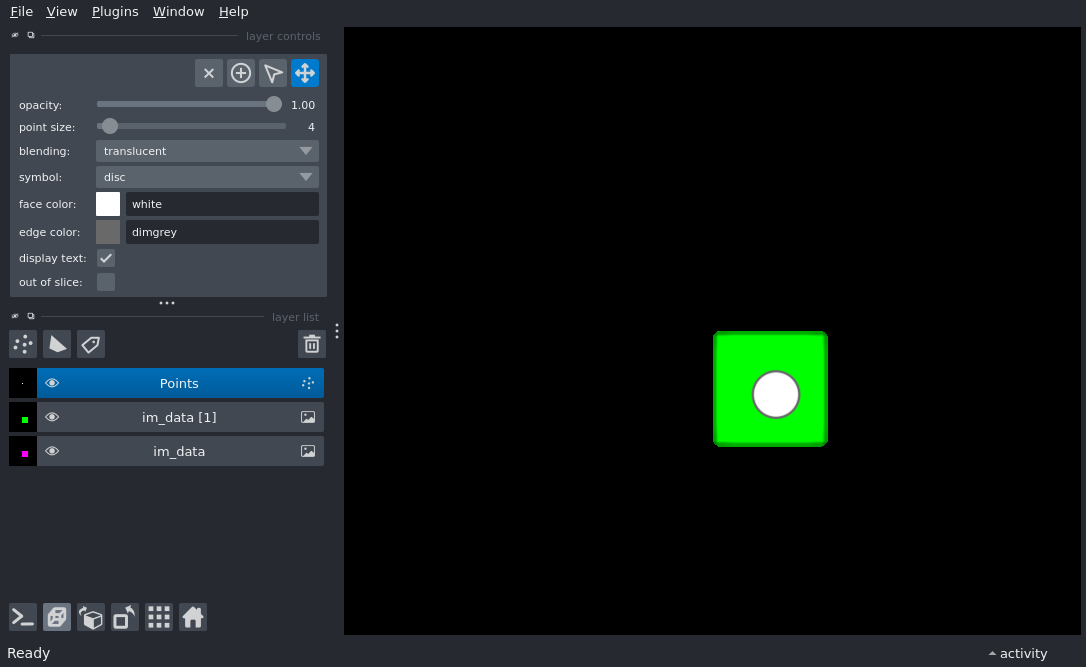 File View Plugins Window Help
layer controls
opacity: 1.00
point size: 4
blending: translucent
symbol: disc
face color: white
edge color: dimgrey
display text:
out of slice:
layer list
Points
im_data [1]
im_data
Ready activity